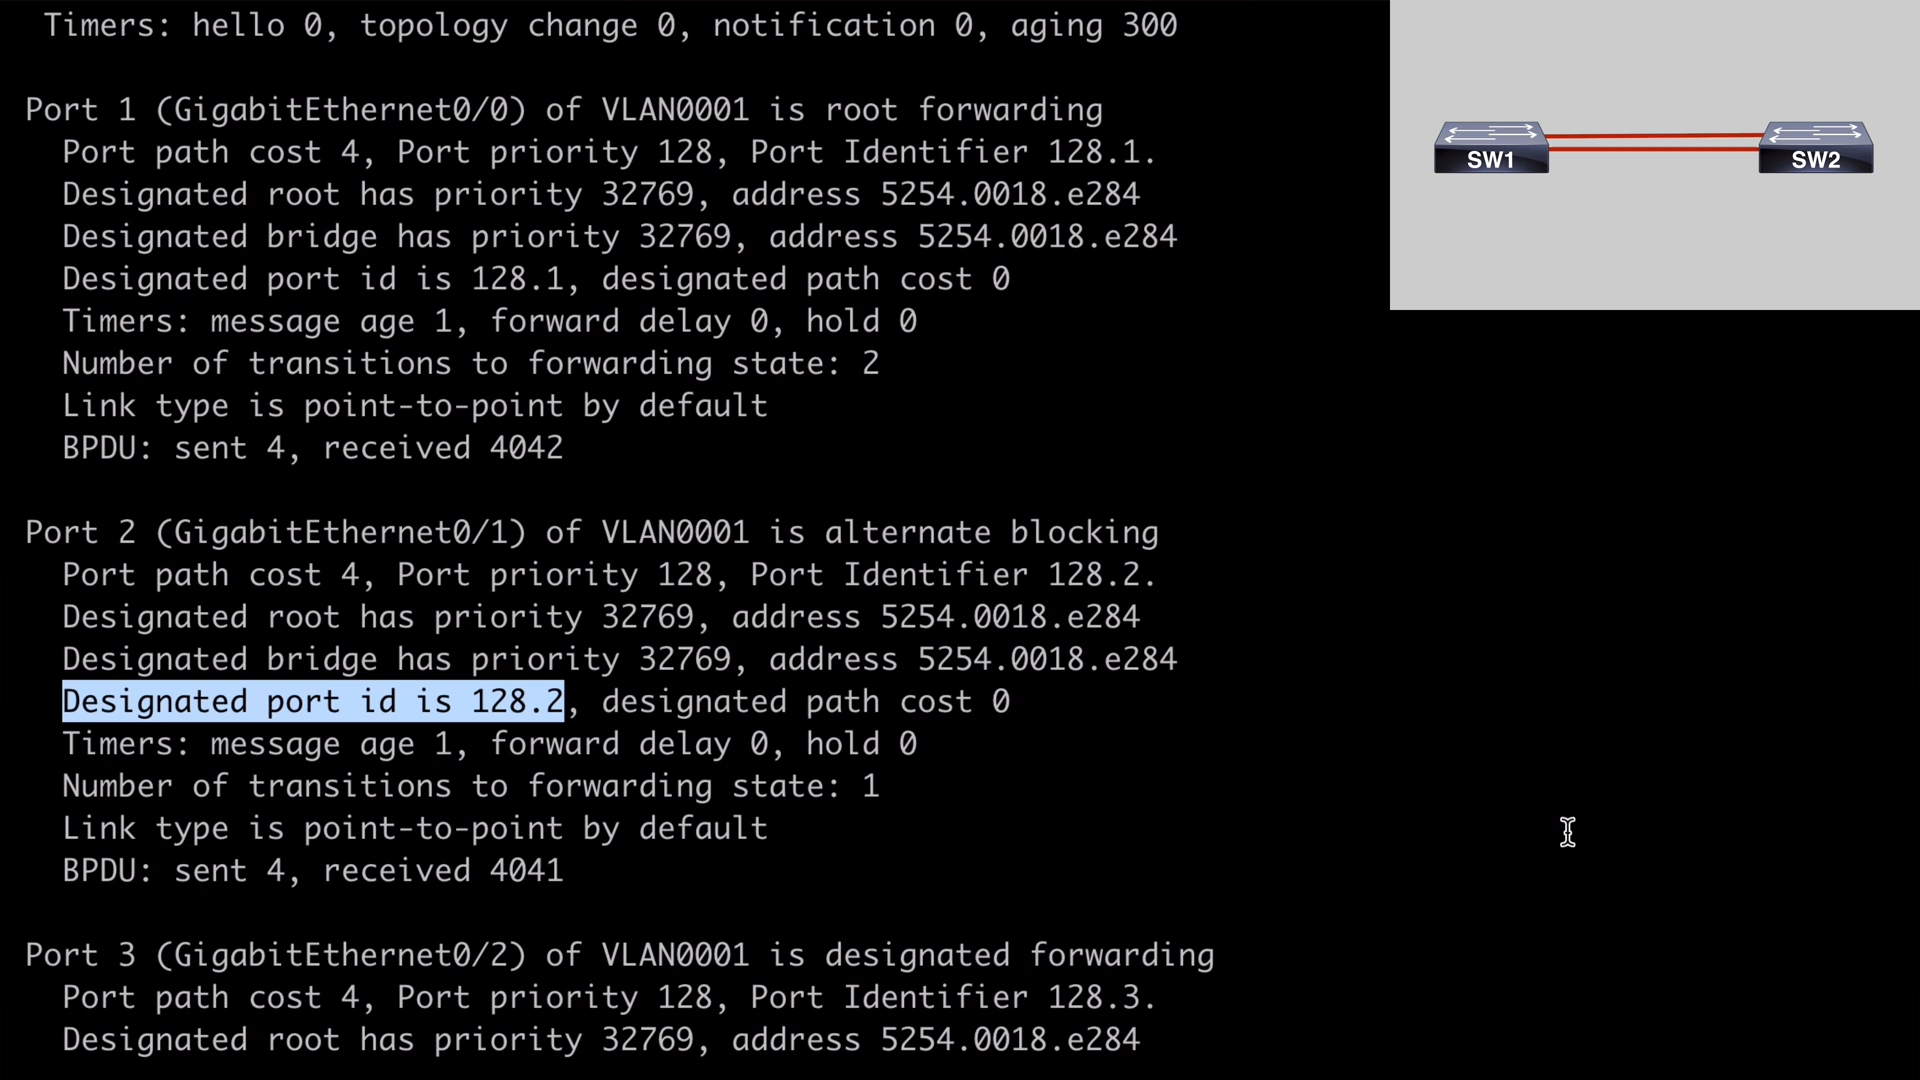 Timers: hello 0, topology change 0, notification 0, aging 300
Port 1 (GigabitEthernet0/0) of VLAN0001 is root forwarding
Port path cost 4, Port priority 128, Port Identifier 128.1.
Designated root has priority 32769, address 5254.0018.e284
Designated bridge has priority 32769, address 5254.0018.e284
Designated port id is 128.1, designated path cost 0
Timers: message age 1, forward delay 0, hold 0
Number of transitions to forwarding state: 2
Link type is point-to-point by default
BPDU: sent 4, received 4042
Port 2 (GigabitEthernet0/1) of VLAN0001 is alternate blocking
Port path cost 4, Port priority 128, Port Identifier 128.2.
Designated root has priority 32769, address 5254.0018.e284
Designated bridge has priority 32769, address 5254.0018.e284
Designated port id is 128.2, designated path cost 0
Timers: message age 1, forward delay 0, hold 0
Number of transitions to forwarding state: 1
Link type is point-to-point by default
BPDU: sent 4, received 4041
Port 3 (GigabitEthernet0/2) of VLAN0001 is designated forwarding
Port path cost 4, Port priority 128, Port Identifier 128.3.
Designated root has priority 32769, address 5254.0018.e284
SW1
SW2